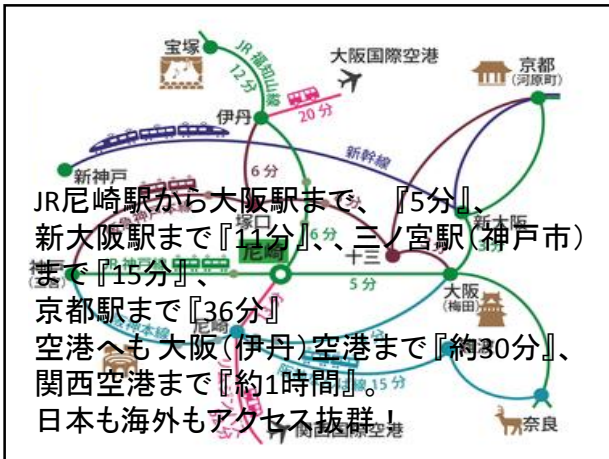 宝塚
JR福知山線
12分
大阪国際空港
京都
(河原町)
伊丹
20分
新幹線
6分
新神戸
JR尼崎駅から大阪駅まで、『5分』、
新大阪駅まで『11分』、、三ノ宮駅(神戸市)
まで『15分』、
京都駅まで『36分』
空港へも 大阪(伊丹)空港まで『約30分』、
関西空港まで『約1時間』。
日本も海外もアクセス抜群!
塚口
新大阪
尼崎
6分
十三
3分
5分
大阪
(梅田)
尼崎
15分
奈良
関西国際空港